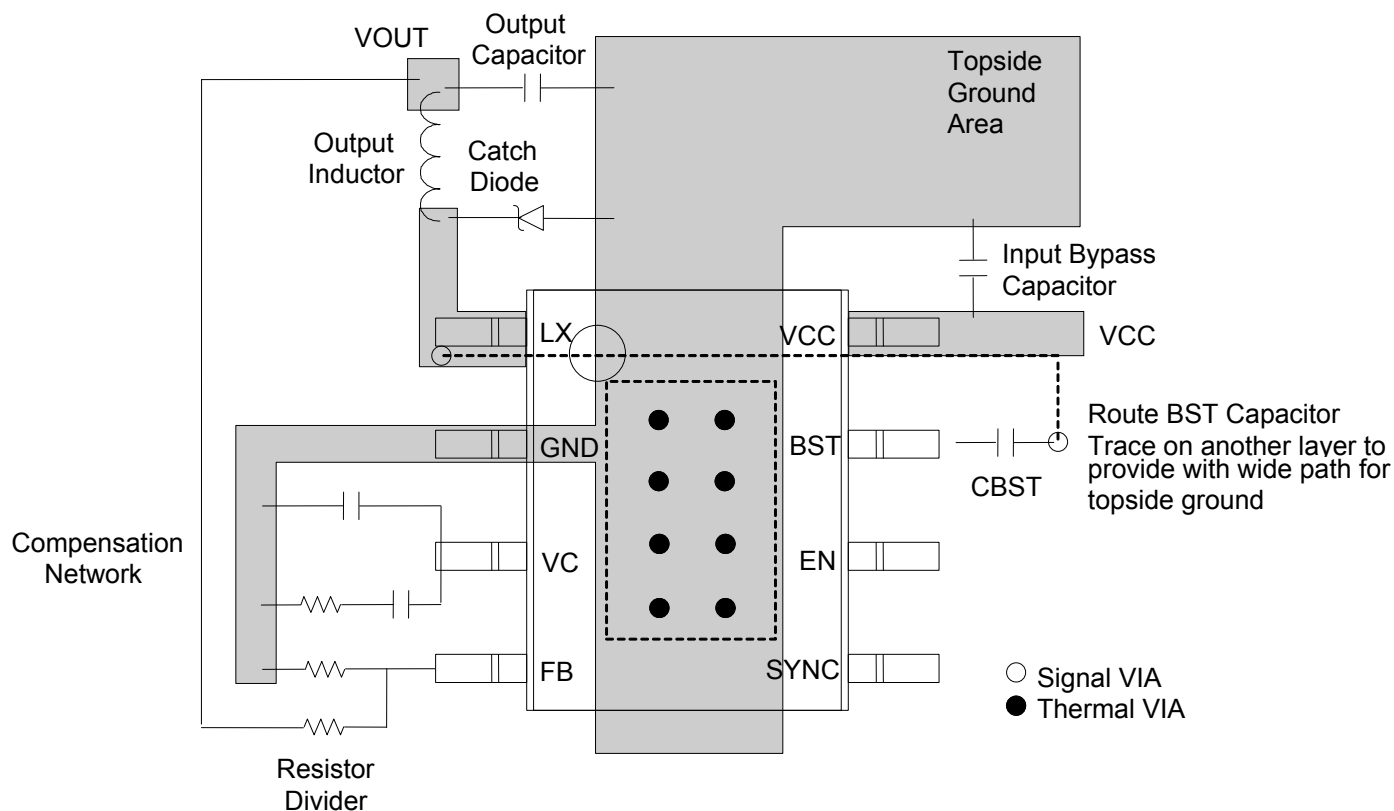 VOUT
Output
Capacitor
Topside
Ground
Area
Output
Inductor
Catch
Diode
Input Bypass
Capacitor
LX
VCC
VCC
GND
BST
CBST
Route BST Capacitor
Trace on another layer to
provide with wide path for
topside ground
Compensation
Network
VC
EN
FB
SYNC
Signal VIA
Thermal VIA
Resistor
Divider